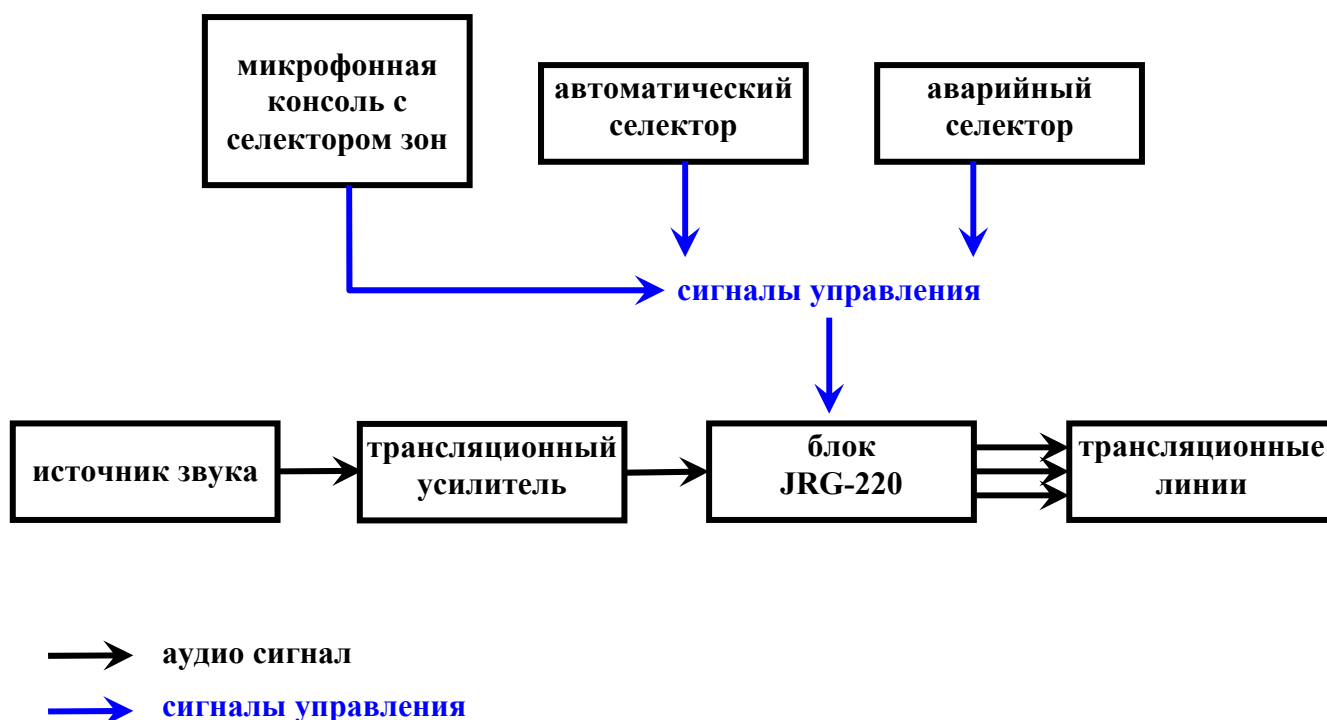 микрофонная
консоль с
селектором зон
автоматический
селектор
аварийный
селектор
сигналы управления
источник звука
трансляционный
усилитель
блок
JRG-220
трансляционные
линии
аудио сигнал
сигналы управления